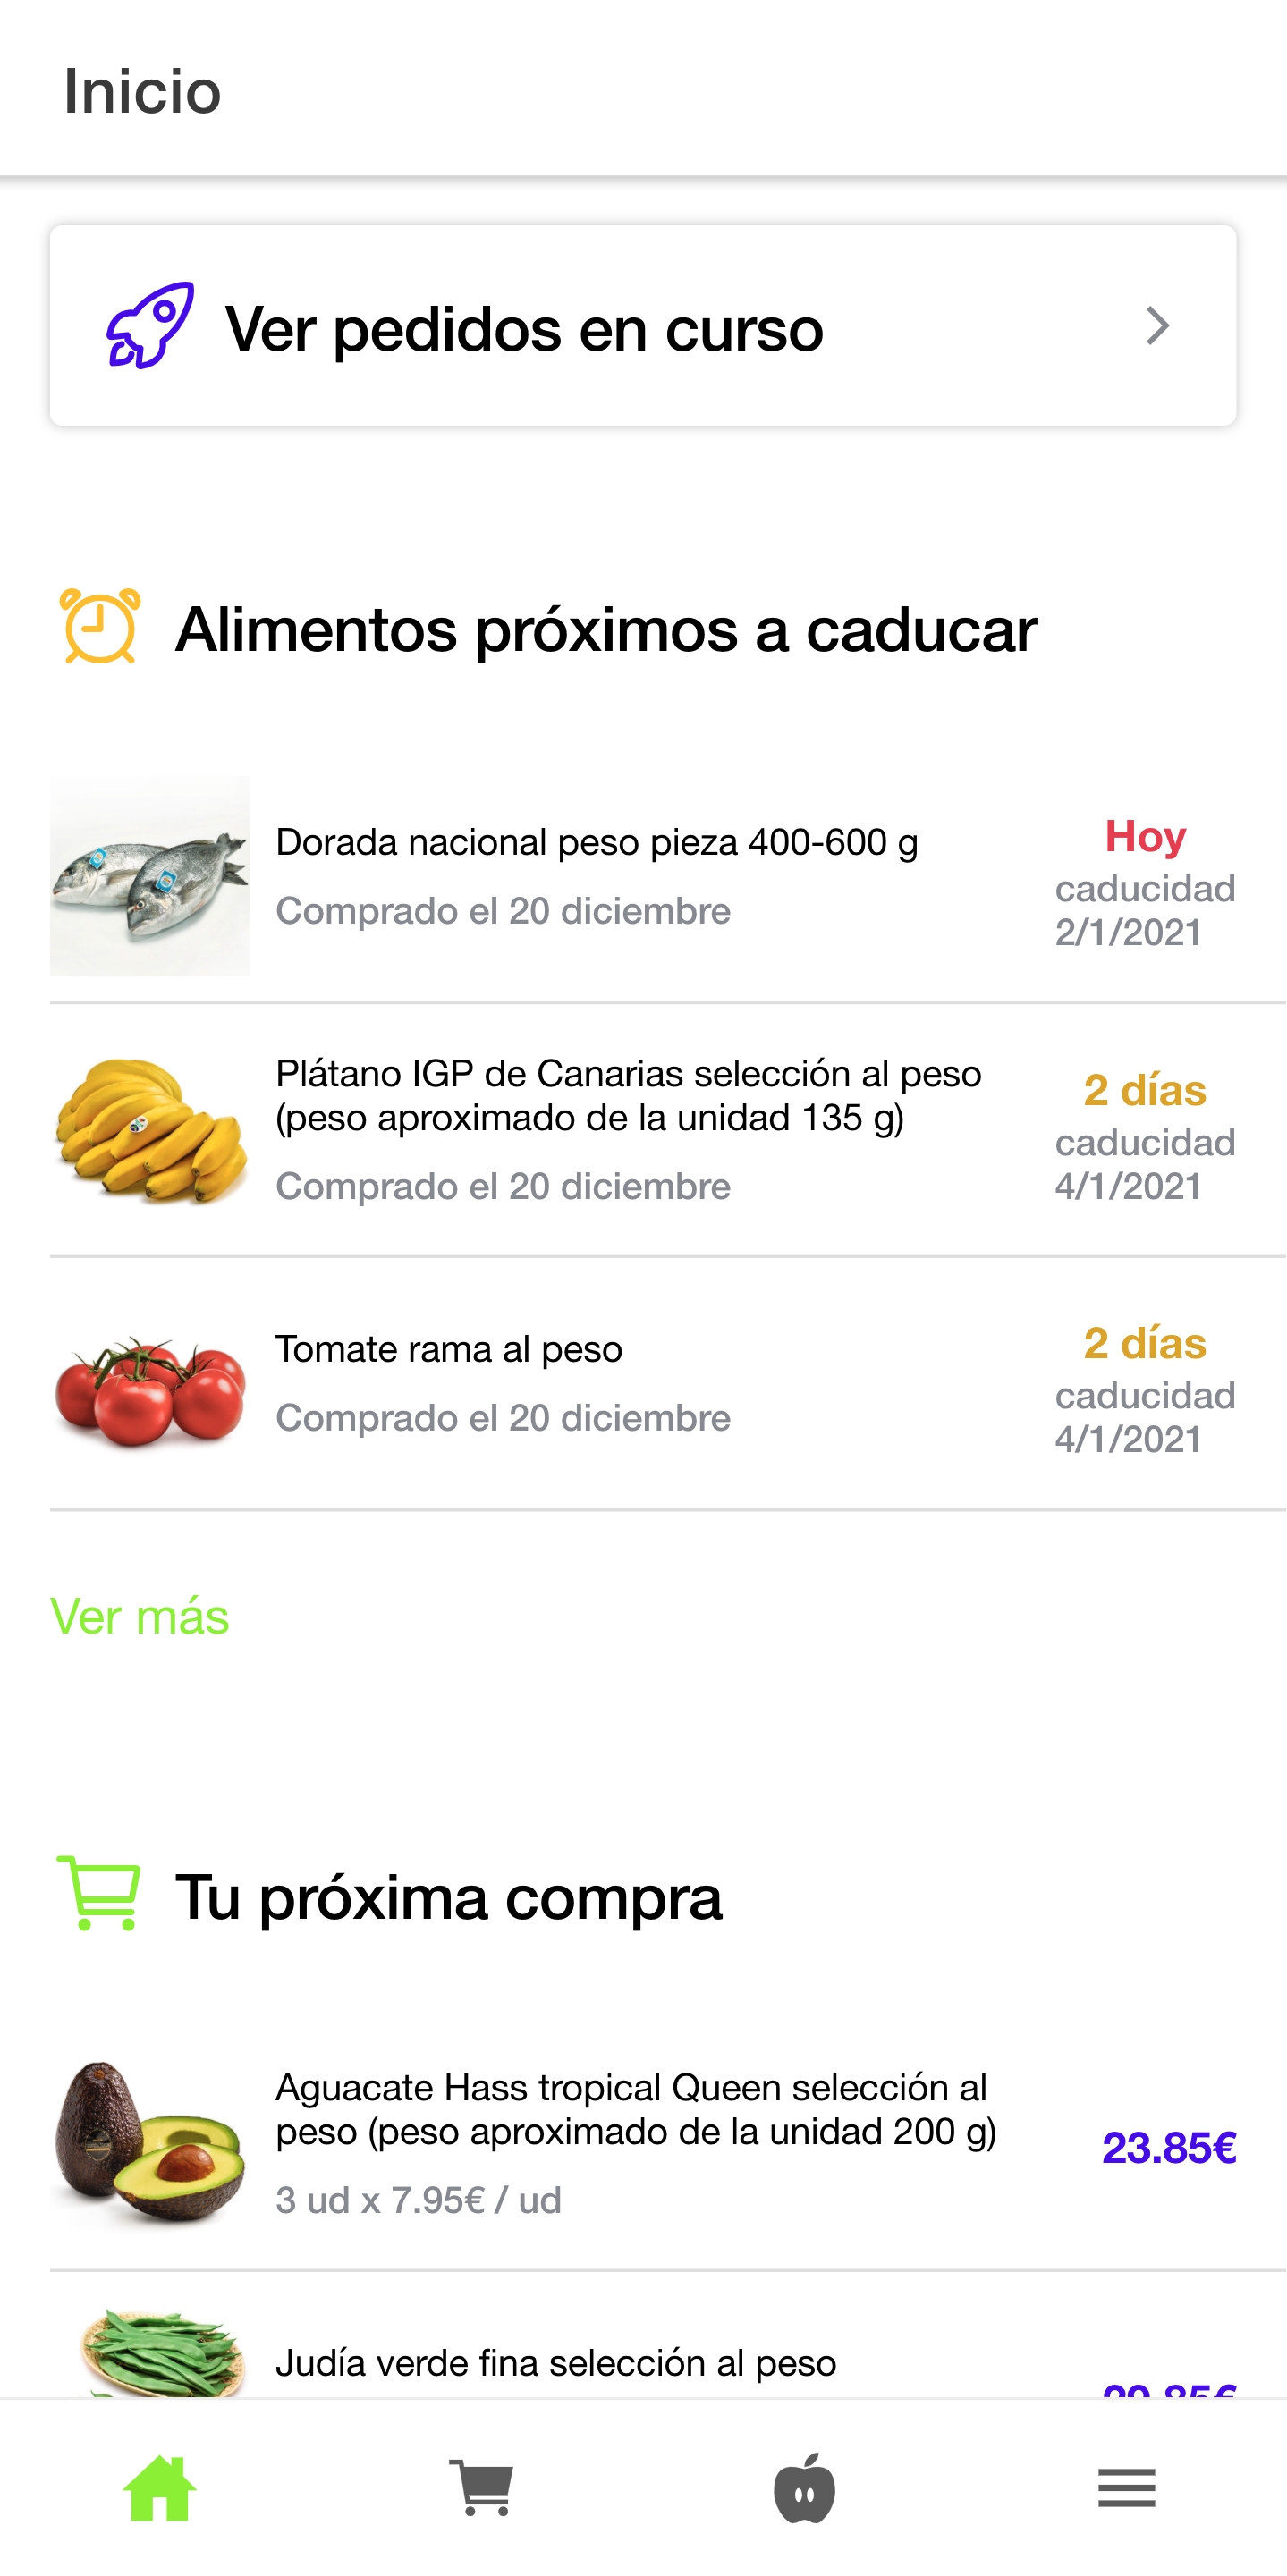 Inicio
Ver pedidos en curso
Alimentos próximos a caducar
Dorada nacional peso pieza 400-600 g
Comprado el 20 diciembre
Hoy
caducidad
2/1/2021
Plátano IGP de Canarias selección al peso
(peso aproximado de la unidad 135 g)
Comprado el 20 diciembre
2 días
caducidad
4/1/2021
Tomate rama al peso
Comprado el 20 diciembre
2 días
caducidad
4/1/2021
Ver más
Tu próxima compra
Aguacate Hass tropical Queen selección al
peso (peso aproximado de la unidad 200 g)
3 ud x 7.95€ / ud
23.85€
Judía verde fina selección al peso